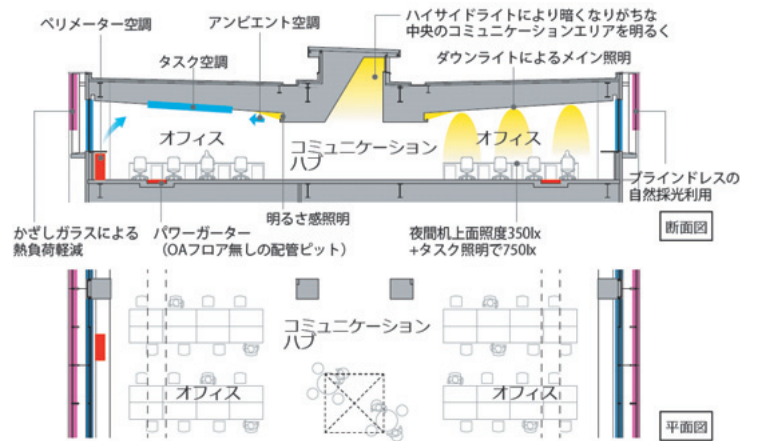 ペリメーター空調
アンビエント空調
タスク空調
ハイサイドライトにより暗くなりがちな
中央のコミュニケーションエリアを明るく
ダウンライトによるメイン照明
オフィス
コミュニケーション
ハブ
オフィス
ブラインドレスの
自然採光利用
かざしガラスによる
熱負荷軽減
パワーガーター
(OAフロア無しの配管ピット)
明るさ感照明
夜間机上面照度350lx
+タスク照明で750lx
断面図
コミュニケーション
ハブ
オフィス
オフィス
平面図